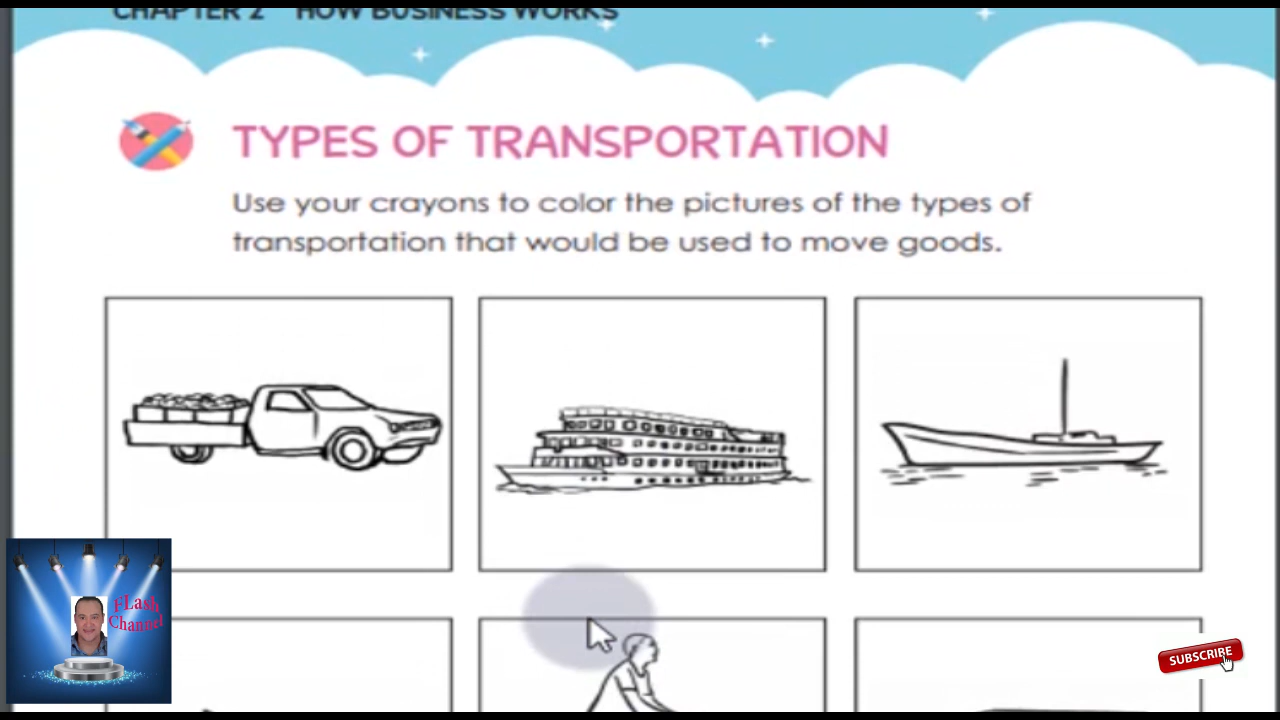 CHAPTER 2 HOW BUSINESS WORKS
TYPES OF TRANSPORTATION
Use your crayons to color the pictures of the types of
transportation that would be used to move goods.
FLash
Channel
SUBSCRIBE